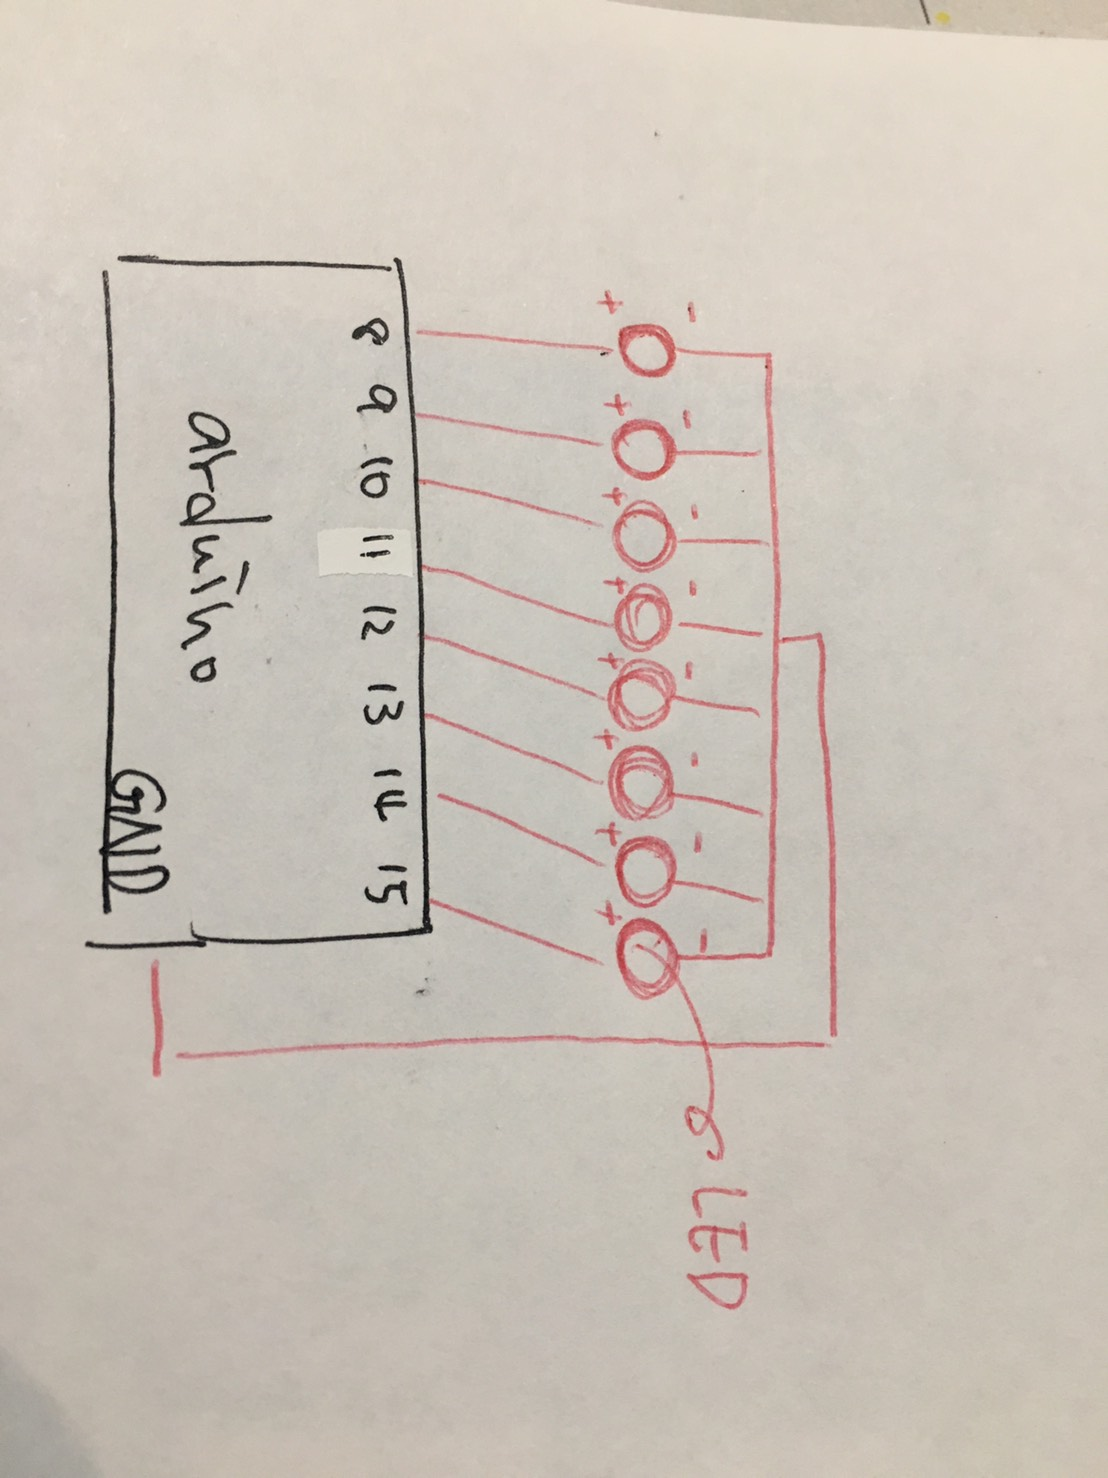 8 9 10 11 12 13 14 15
arduino
GND
+ + + + + + + +
- - - - - - - -
LED